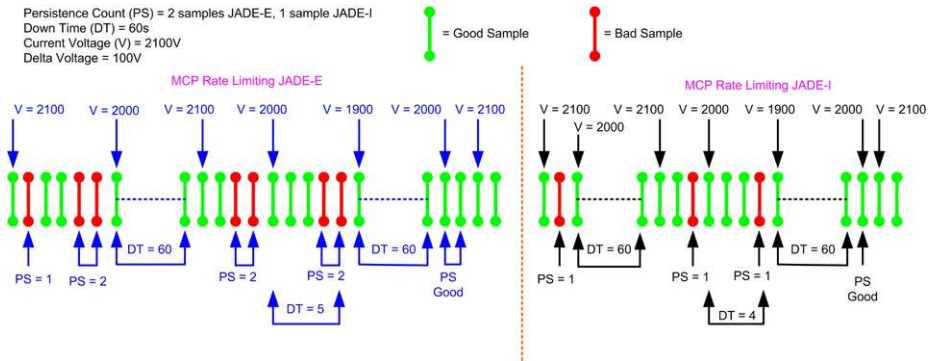 Persistence Count (PS) = 2 samples JADE-E, 1 sample JADE-I
Down Time (DT) = 60s
Current Voltage (V) = 2100V
Delta Voltage = 100V
= Good Sample
= Bad Sample
MCP Rate Limiting JADE-E
V = 2100
V = 2000
V = 2100
V = 2000
V = 1900
V = 2000
V = 2100
PS = 1
PS = 2
DT = 60
PS = 2
PS = 2
DT = 60
PS
Good
DT = 5
MCP Rate Limiting JADE-I
V = 2100
V = 2000
V = 2100
V = 2000
V = 1900
V = 2000
V = 2100
PS = 1
DT = 60
PS = 1
PS = 1
DT = 60
PS
Good
DT = 4